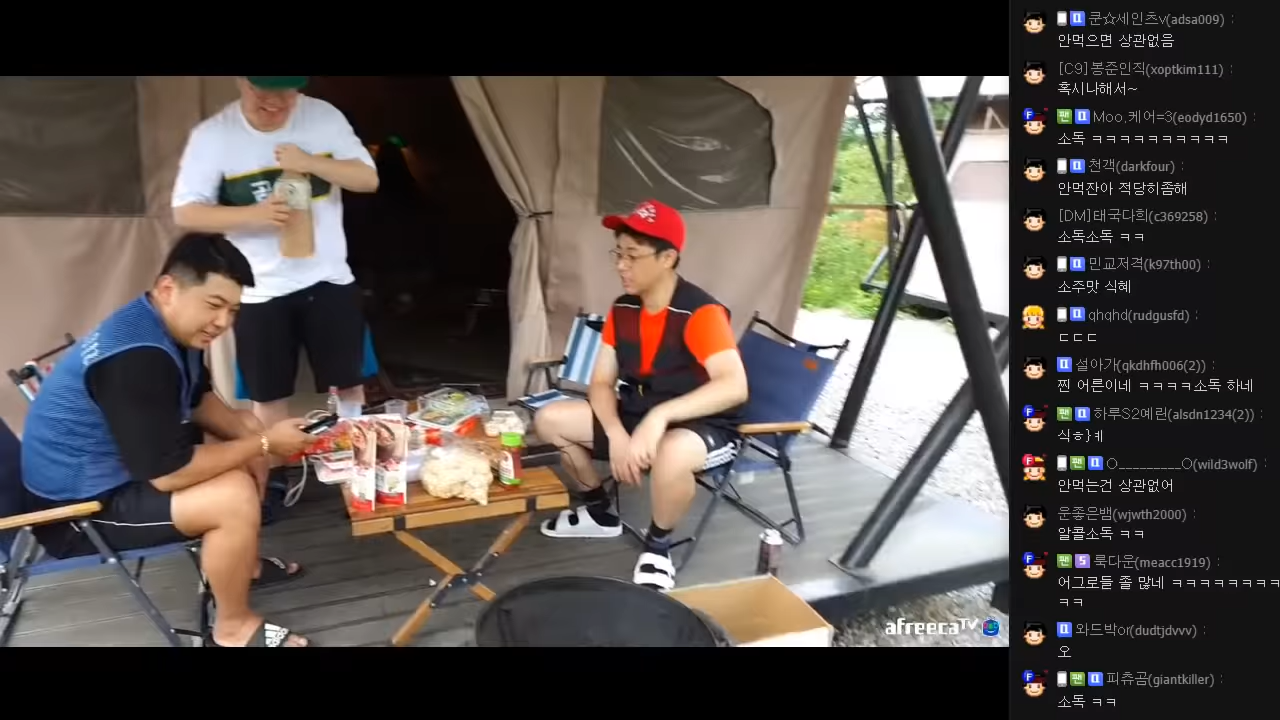 쿤☆세인츠v(adsa009) :
안먹으면 상관없음
[C9]봉준인직(xoptkim111) :
혹시나해서~
Moo,케어=3(eodyd1650) :
소독 ㅋㅋㅋㅋㅋㅋㅋㅋㅋㅋ
천갹(darkfour) :
안먹잔아 적당히좀해
[DM]태국다희(c369258) :
소독소독 ㅋㅋ
민교저격(k97th00) :
소주맛 식혜
qhqhd(rudgusfd) :
ㄷㄷㄷ
설아가(qkdhfh006(2)) :
찐 어른이네 ㅋㅋㅋㅋ소독 하네
하루S2예린(alsdn1234(2)) :
식ㅎ}ㅖ
O_________O(wild3wolf) :
안먹는건 상관없어
운좋은뱀(wjwth2000) :
알콜소독 ㅋㅋ
룩다운(meacc1919) :
어그로들 졸 많네 ㅋㅋㅋㅋㅋㅋㅋㅋ
ㅋㅋ
와드박or(dudtjdvvv) :
오
피츄곰(giantkiller) :
소독 ㅋㅋ
afreecaTV